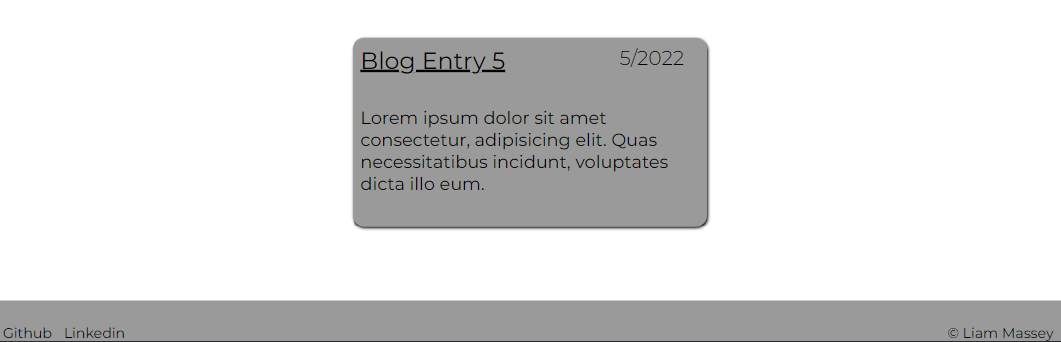 Blog Entry 5 5/2022
Lorem ipsum dolor sit amet
consectetur, adipisicing elit. Quas
necessitatibus incidunt, voluptates
dicta illo eum.
Github Linkedin © Liam Massey